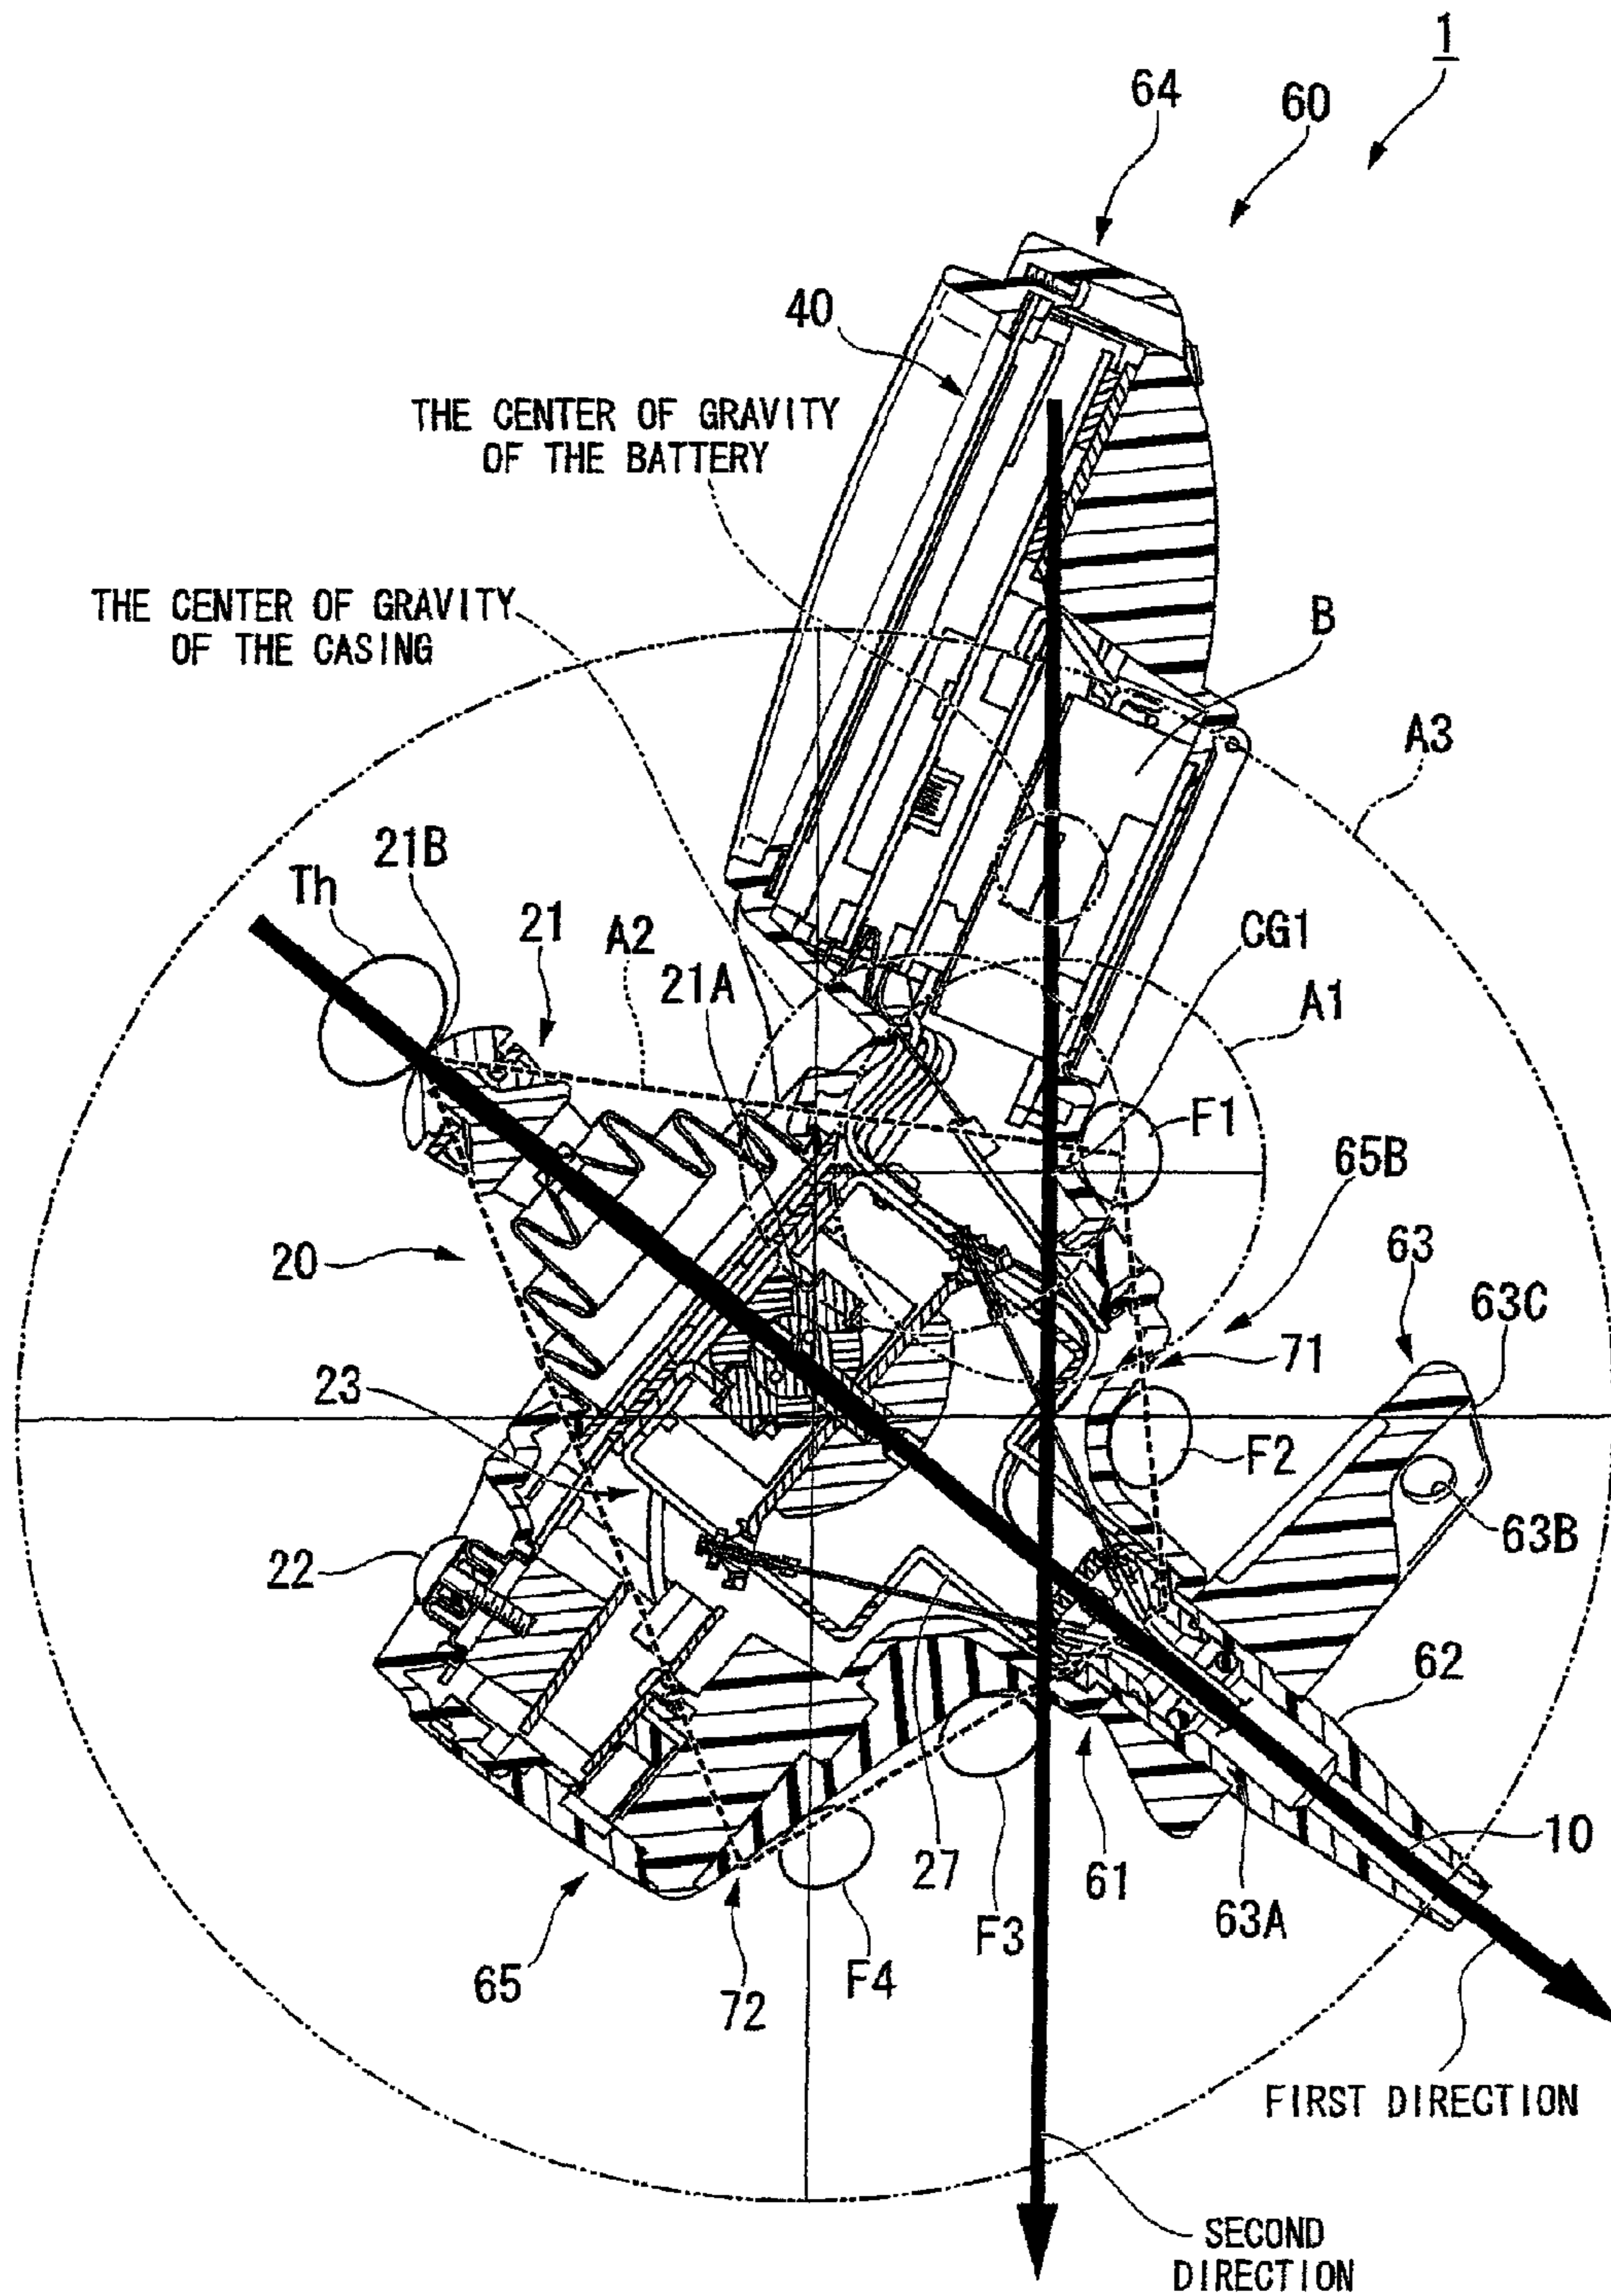 1
64
60
40
THE CENTER OF GRAVITY
OF THE BATTERY
THE CENTER OF GRAVITY
OF THE CASING
B
A3
21B
Th
21
A2
21A
CG1
A1
F1
65B
20
63
63C
23
71
F2
63B
22
62
10
27
61
63A
F3
F4
65
72
FIRST DIRECTION
SECOND
DIRECTION